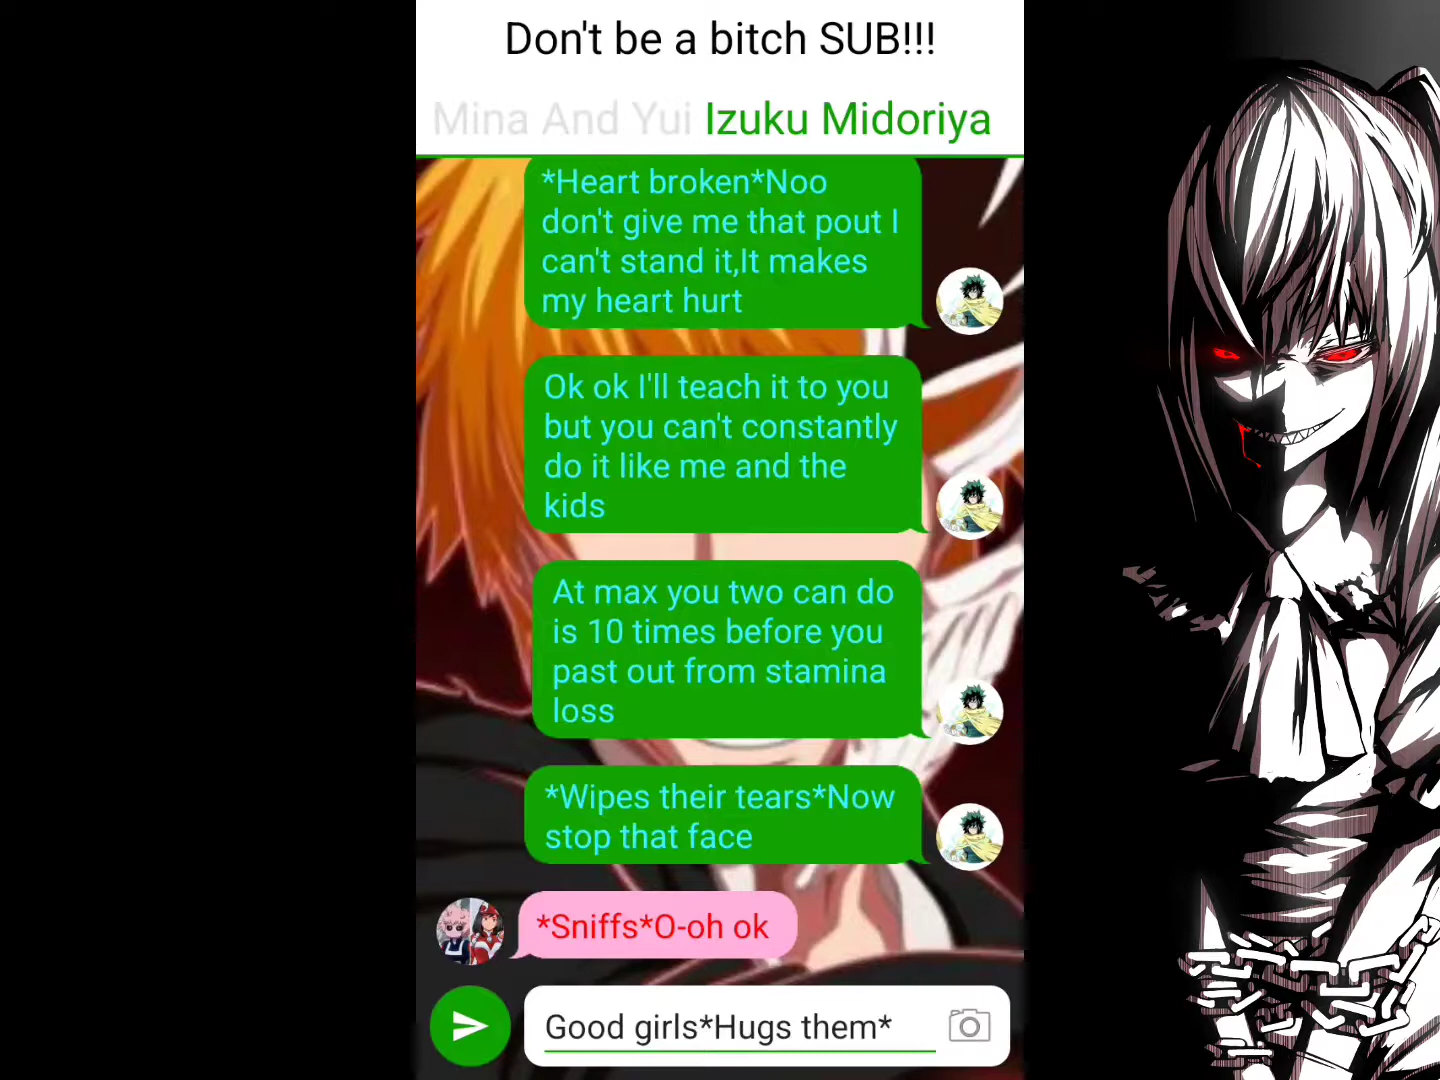 Don't be a bitch SUB!!!
Mina And Yui Izuku Midoriya
*Heart broken*Noo
don't give me that pout I
can't stand it,It makes
my heart hurt
Ok ok I'll teach it to you
but you can't constantly
do it like me and the
kids
At max you two can do
is 10 times before you
past out from stamina
loss
*Wipes their tears*Now
stop that face
*Sniffs*O-oh ok
Good girls*Hugs them*